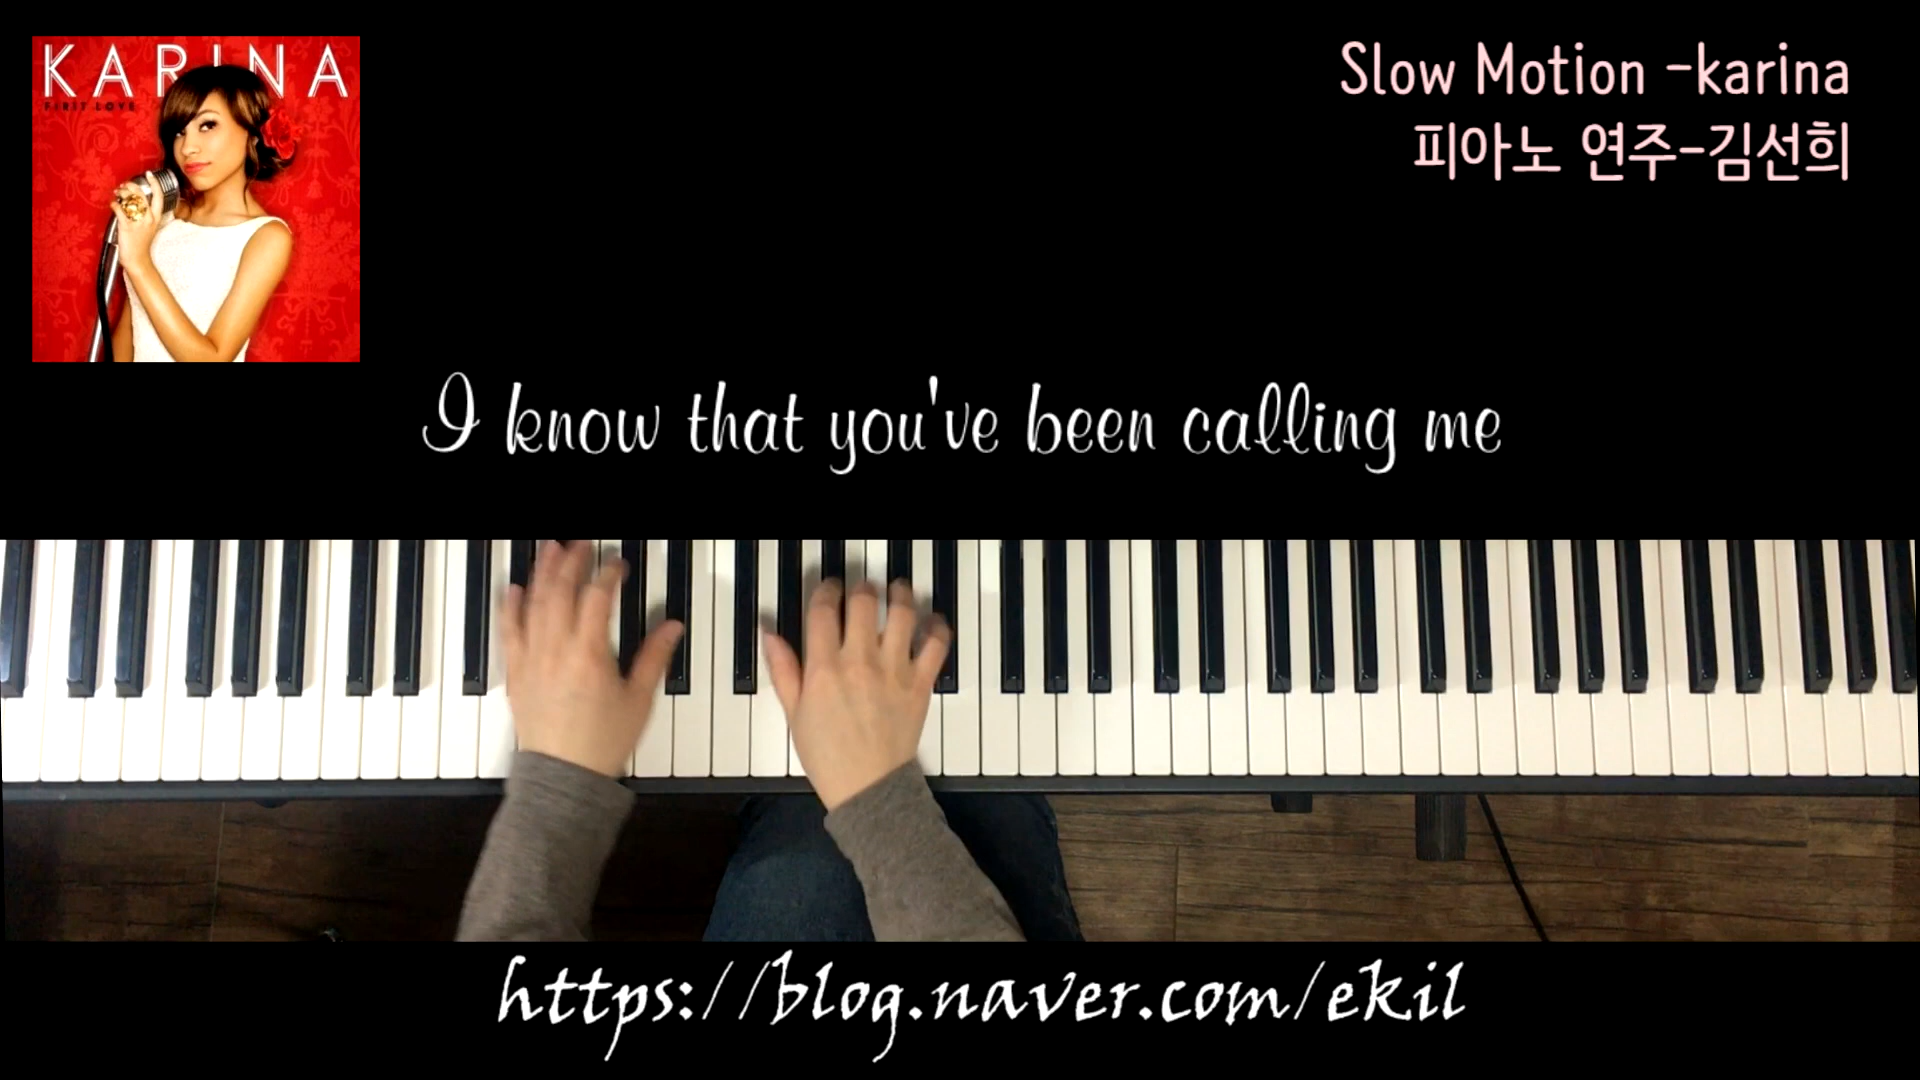 KARINA
FIRST LOVE
Slow Motion -karina
피아노 연주-김선희
I know that you've been calling me
https://blog.naver.com/ekil